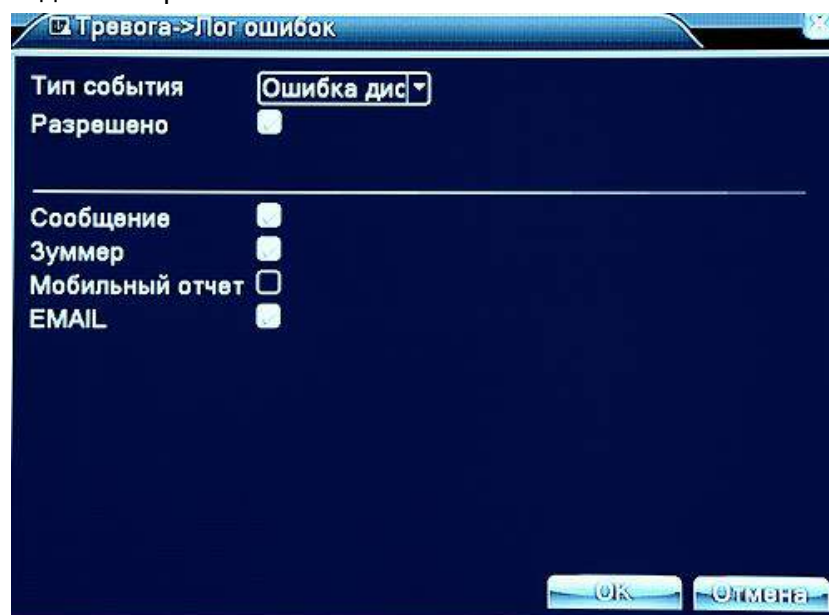 Тревога->Лог ошибок
Тип события Ошибка дис
Разрешено
Сообщение
Зуммер
Мобильный отчет
EMAIL
OK Отмена